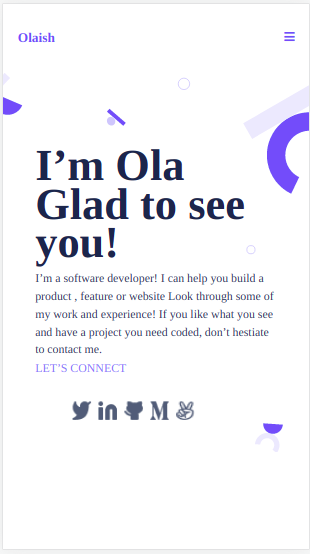 Olaish
I’m Ola
Glad to see
you!
I’m a software developer! I can help you build a
product , feature or website Look through some of
my work and experience! If you like what you see
and have a project you need coded, don’t hestiate
to contact me.
LET’S CONNECT